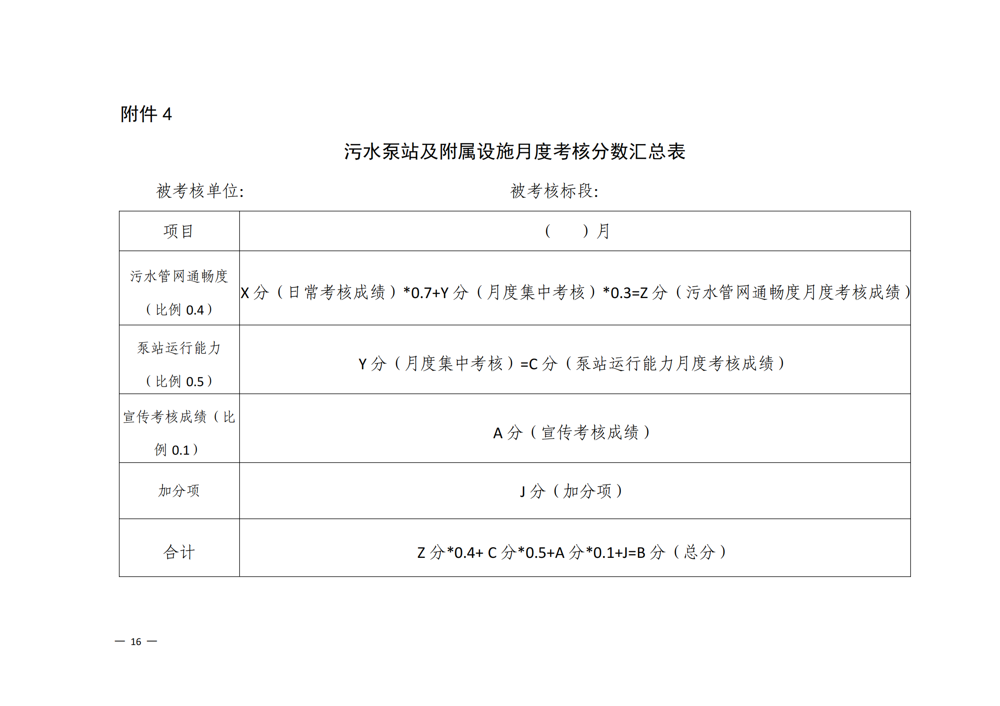 附件 4
污水泵站及附属设施月度考核分数汇总表
被考核单位: 被考核标段:
项目 （　　）月
污水管网通畅度
（比例 0.4）
X 分（日常考核成绩）*0.7+Y 分（月度集中考核）*0.3=Z 分（污水管网通畅度月度考核成绩）
泵站运行能力
（比例 0.5）
Y 分（月度集中考核）=C 分（泵站运行能力月度考核成绩）
宣传考核成绩（比
例 0.1）
A 分（宣传考核成绩）
加分项 J 分（加分项）
合计 Z 分*0.4+ C 分*0.5+A 分*0.1+J=B 分（总分）
— 16 —